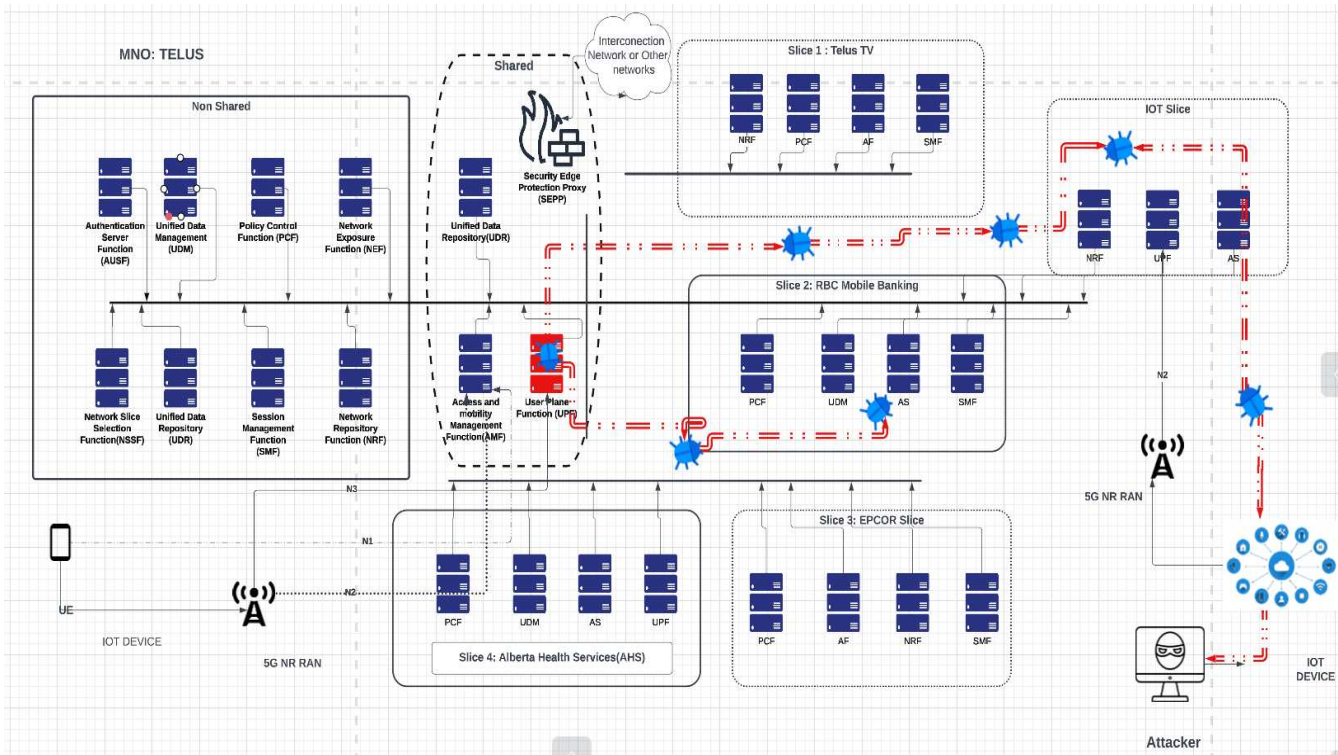 MNO: TELUS
Interconection
Network or Other
networks
Slice 1 : Telus TV
Shared
Non Shared
IOT Slice
NRF
PCF
AF
SMF
Security Edge
Protection Proxy
(SEPP)
Authentication
Server
Function
(AUSF)
Unified Data
Management
(UDM)
Policy Control
Function (PCF)
Network
Exposure
Function (NEF)
Unified Data
Repository(UDR)
NRF
UPF
AS
Slice 2: RBC Mobile Banking
PCF
UDM
AS
SMF
Network Slice
Selection
Function(NSSF)
Unified Data
Repository
(UDR)
Session
Management
Function
(SMF)
Network
Repository
Function (NRF)
Access and
mobility
Management
Function(AMF)
User Plane
Function (UPF)
N2
5G NR RAN
N3
N1
N2
UE
IOT DEVICE
5G NR RAN
PCF
UDM
AS
UPF
Slice 4: Alberta Health Services(AHS)
Slice 3: EPCOR Slice
PCF
AF
NRF
SMF
IOT
DEVICE
Attacker